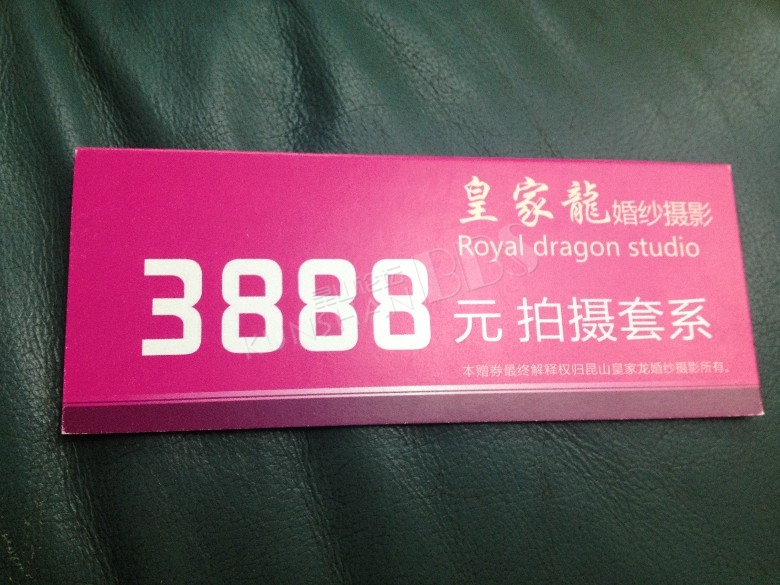 皇家龍婚纱摄影
Royal dragon studio
3888元 拍摄套系
本赠券最终解释权归昆山皇家龙婚纱摄影所有。
KUNSHAN BBS